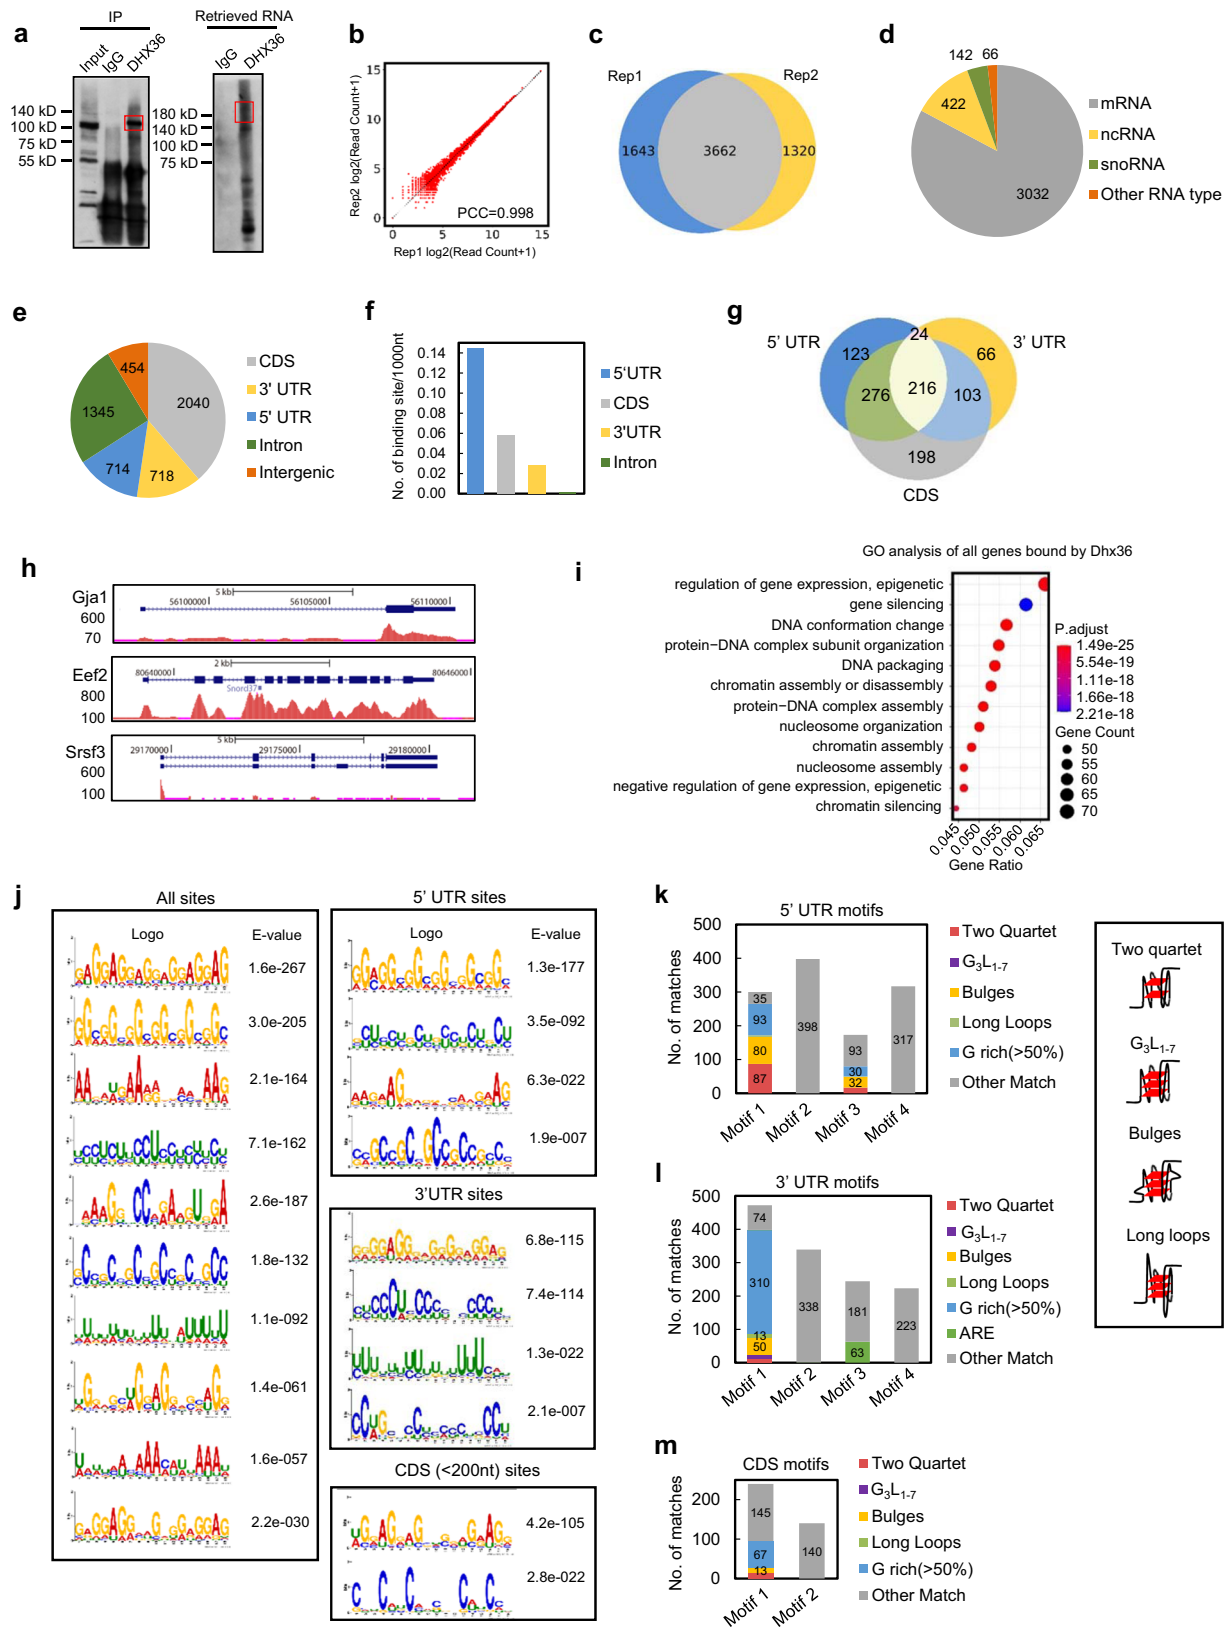 a
IP
Retrieved RNA
Input
IgG
DHX36
IgG
DHX36
140 kD
100 kD
75 kD
55 kD
180 kD
140 kD
100 kD
75 kD
b
Rep2 log2(Read Count+1)
15
10
5
0
PCC=0.998
0 5 10 15
Rep1 log2(Read Count+1)
c
Rep1
Rep2
1643
3662
1320
d
142 66
422
3032
mRNA
ncRNA
snoRNA
Other RNA type
e
454
2040
1345
714
718
CDS
3' UTR
5' UTR
Intron
Intergenic
f
No. of binding site/1000nt
0.14
0.12
0.10
0.08
0.06
0.04
0.02
0.00
5'UTR
CDS
3'UTR
Intron
g
5' UTR
3' UTR
24
123
66
276
216
103
198
CDS
h
Gja1
600
70
5 kb
56100000
56105000
56110000
Eef2
800
100
2 kb
80640000
80646000
Snord37
Srsf3
600
100
5 kb
29170000
29175000
29180000
i
GO analysis of all genes bound by Dhx36
regulation of gene expression, epigenetic
gene silencing
DNA conformation change
protein−DNA complex subunit organization
DNA packaging
chromatin assembly or disassembly
protein−DNA complex assembly
nucleosome organization
chromatin assembly
nucleosome assembly
negative regulation of gene expression, epigenetic
chromatin silencing
0.045
0.050
0.055
0.060
0.065
Gene Ratio
P.adjust
1.49e-25
5.54e-19
1.11e-18
1.66e-18
2.21e-18
Gene Count
50
55
60
65
70
j
All sites
Logo E-value
1.6e-267
3.0e-205
2.1e-164
7.1e-162
2.6e-187
1.8e-132
1.1e-092
1.4e-061
1.6e-057
2.2e-030
5' UTR sites
Logo E-value
1.3e-177
3.5e-092
6.3e-022
1.9e-007
3'UTR sites
6.8e-115
7.4e-114
1.3e-022
2.1e-007
CDS (<200nt) sites
4.2e-105
2.8e-022
k
5' UTR motifs
No. of matches
500
400
300
200
100
0
35
93
80
87
398
93
30
32
317
Motif 1
Motif 2
Motif 3
Motif 4
Two Quartet
G3L1-7
Bulges
Long Loops
G rich(>50%)
Other Match
Two quartet
G3L1-7
Bulges
Long loops
l
3' UTR motifs
No. of matches
500
400
300
200
100
0
74
310
13
50
338
181
63
223
Motif 1
Motif 2
Motif 3
Motif 4
Two Quartet
G3L1-7
Bulges
Long Loops
G rich(>50%)
ARE
Other Match
m
CDS motifs
No. of matches
200
100
0
145
67
13
140
Motif 1
Motif 2
Two Quartet
G3L1-7
Bulges
Long Loops
G rich(>50%)
Other Match